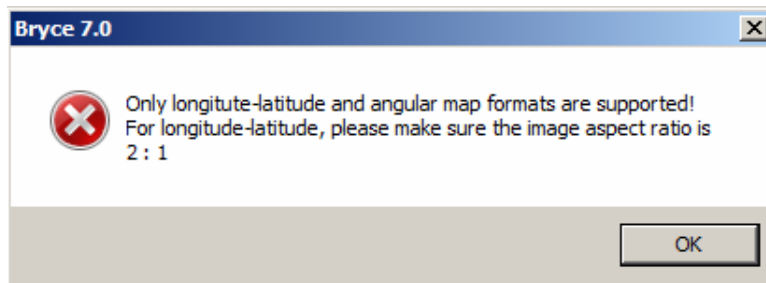 Bryce 7.0
Only longitute-latitude and angular map formats are supported!
For longitude-latitude, please make sure the image aspect ratio is
2 : 1
OK